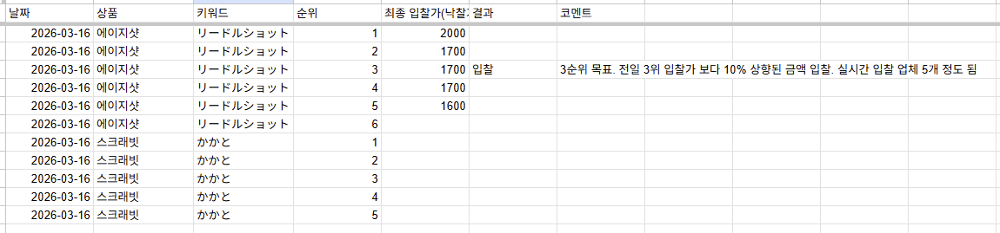 날짜 상품 키워드 순위 최종 입찰가(낙찰가 결과 코멘트
2026-03-16 에이지샷 リードルショット 1 2000
2026-03-16 에이지샷 リードルショット 2 1700
2026-03-16 에이지샷 リードルショット 3 1700 입찰 3순위 목표. 전일 3위 입찰가 보다 10% 상향된 금액 입찰. 실시간 입찰 업체 5개 정도 됨
2026-03-16 에이지샷 リードルショット 4 1700
2026-03-16 에이지샷 リードルショット 5 1600
2026-03-16 에이지샷 リードルショット 6
2026-03-16 스크래빗 かかと 1
2026-03-16 스크래빗 かかと 2
2026-03-16 스크래빗 かかと 3
2026-03-16 스크래빗 かかと 4
2026-03-16 스크래빗 かかと 5